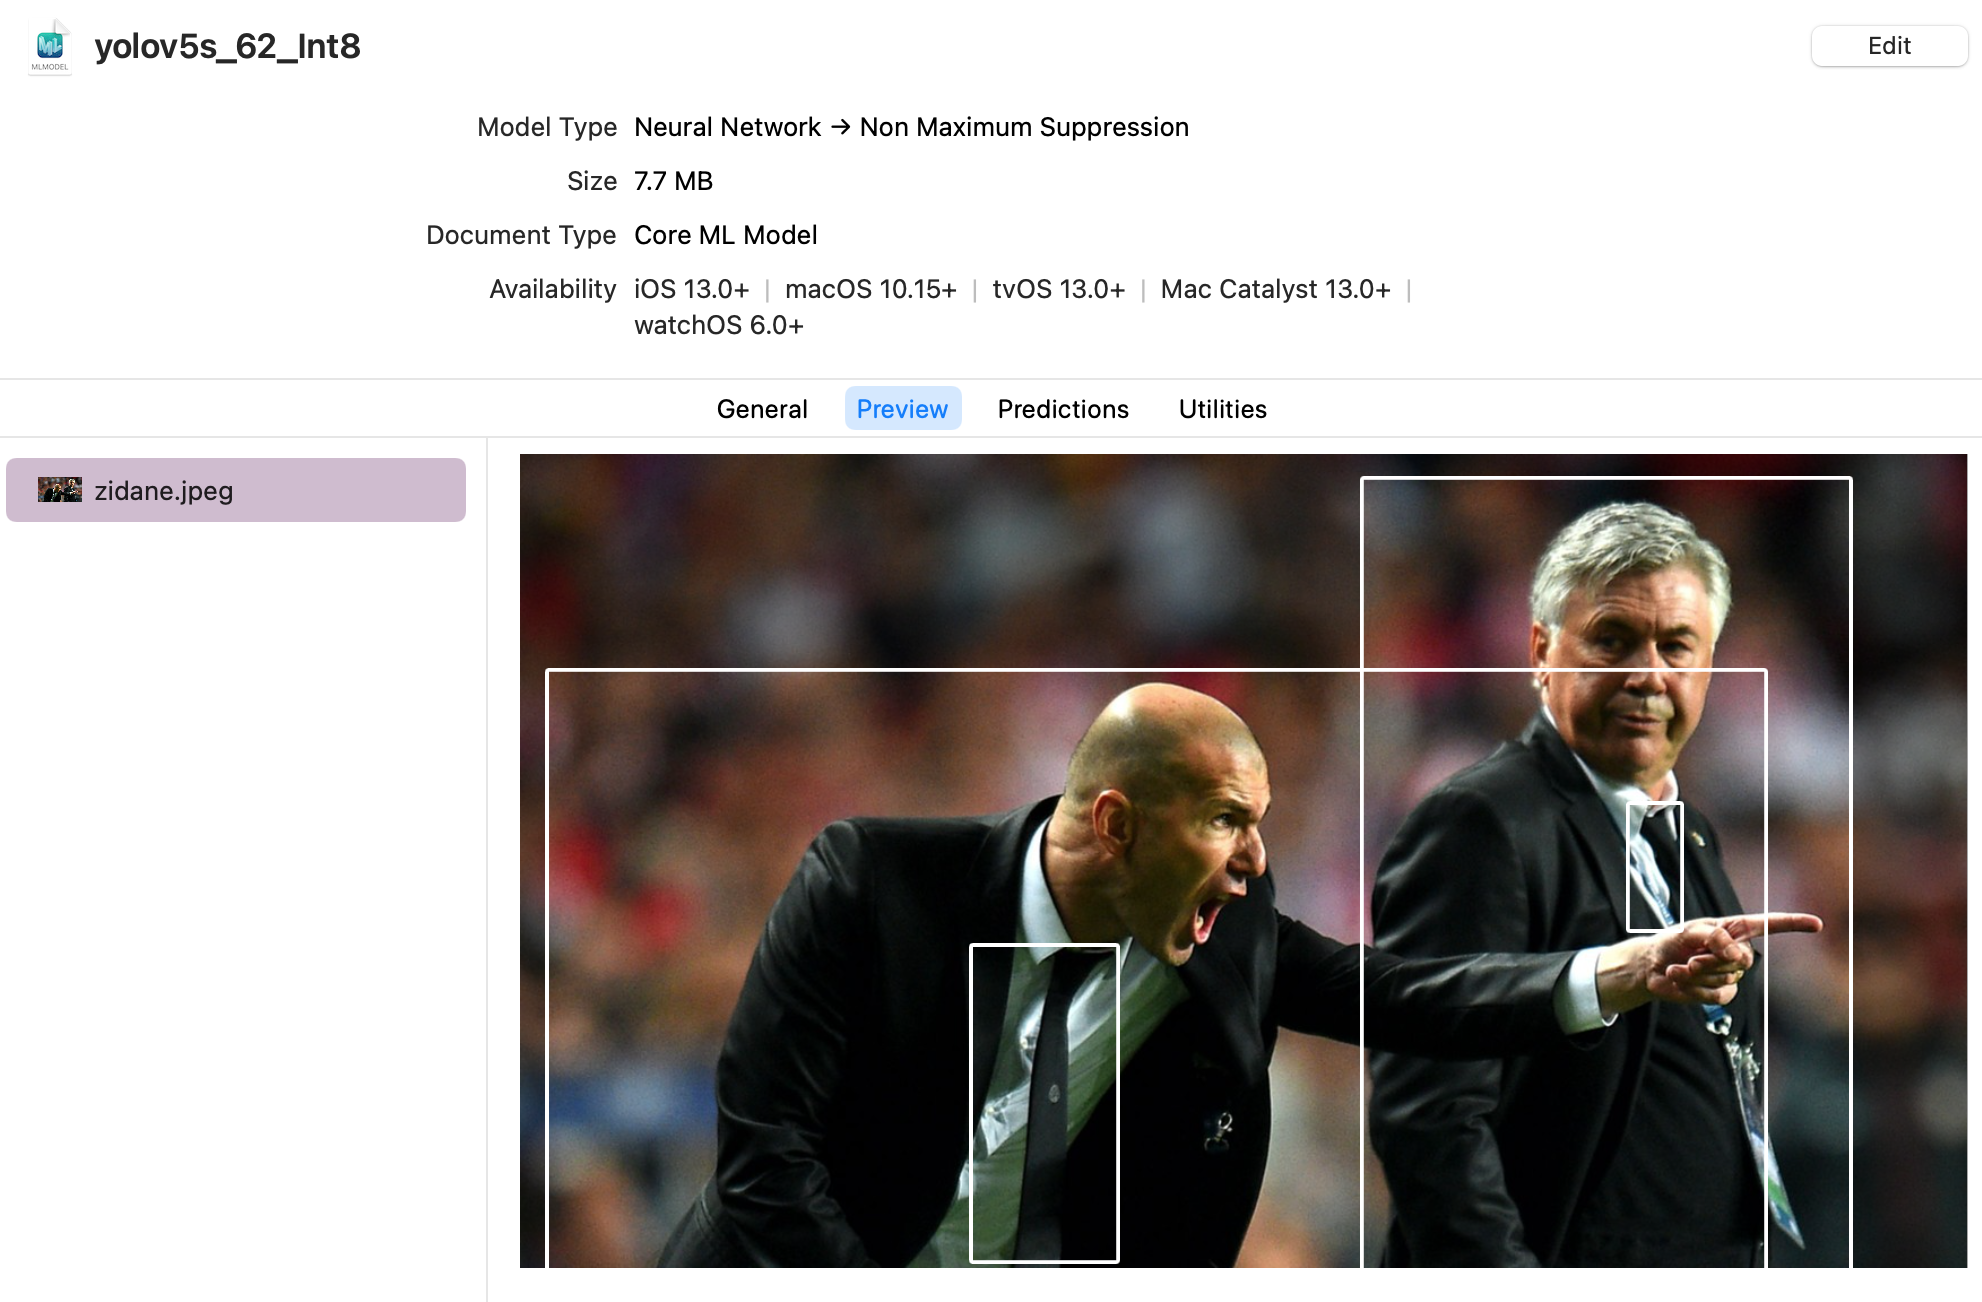 MLMODEL
yolov5s_62_Int8
Edit
Model Type Neural Network → Non Maximum Suppression
Size 7.7 MB
Document Type Core ML Model
Availability iOS 13.0+ | macOS 10.15+ | tvOS 13.0+ | Mac Catalyst 13.0+ |
watchOS 6.0+
General Preview Predictions Utilities
zidane.jpeg